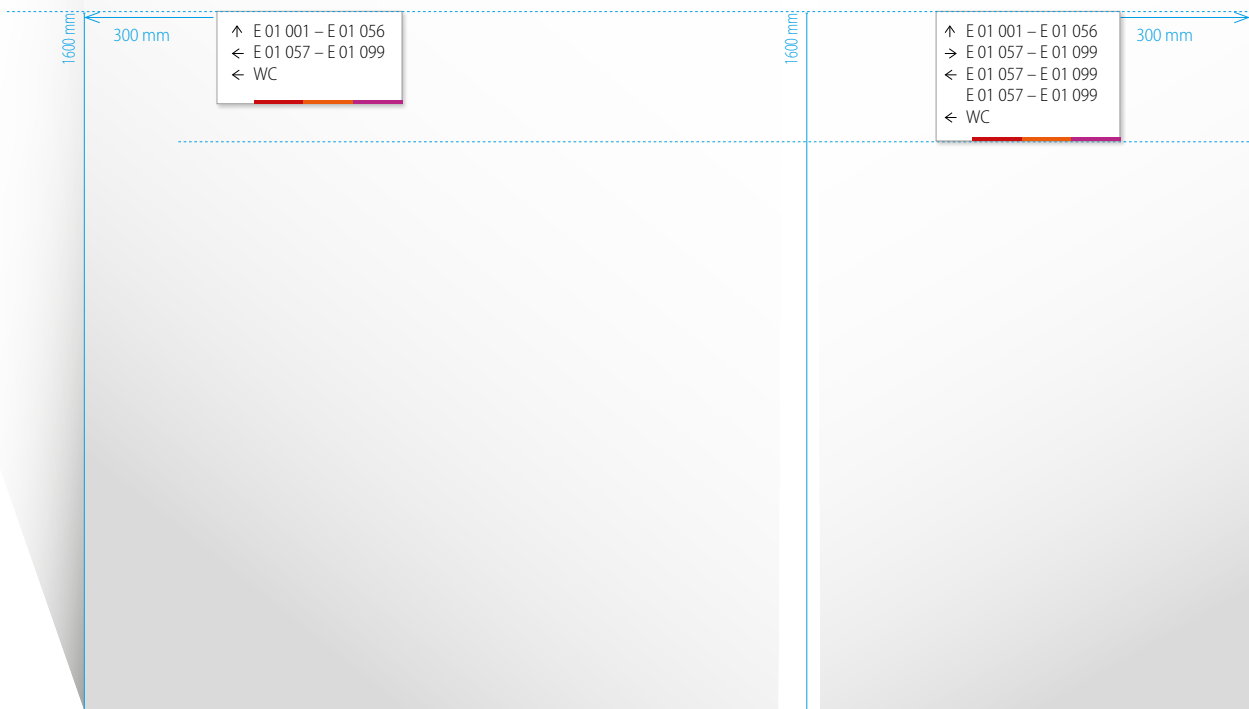 1600 mm
300 mm
↑ E 01 001 – E 01 056
← E 01 057 – E 01 099
← WC
1600 mm
↑ E 01 001 – E 01 056
→ E 01 057 – E 01 099
← E 01 057 – E 01 099
E 01 057 – E 01 099
← WC
300 mm